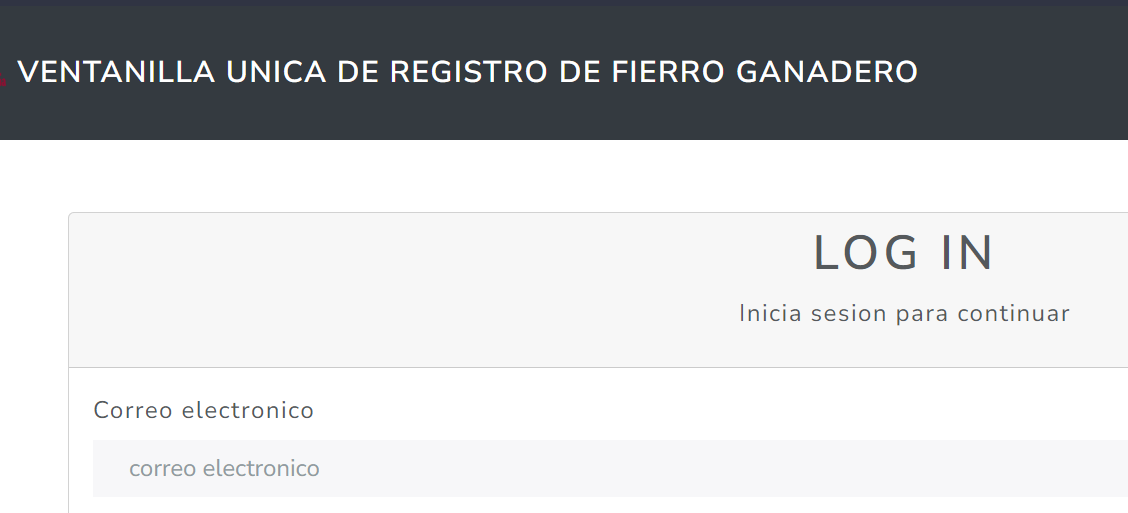 VENTANILLA UNICA DE REGISTRO DE FIERRO GANADERO
LOG IN
Inicia sesion para continuar
Correo electronico
correo electronico